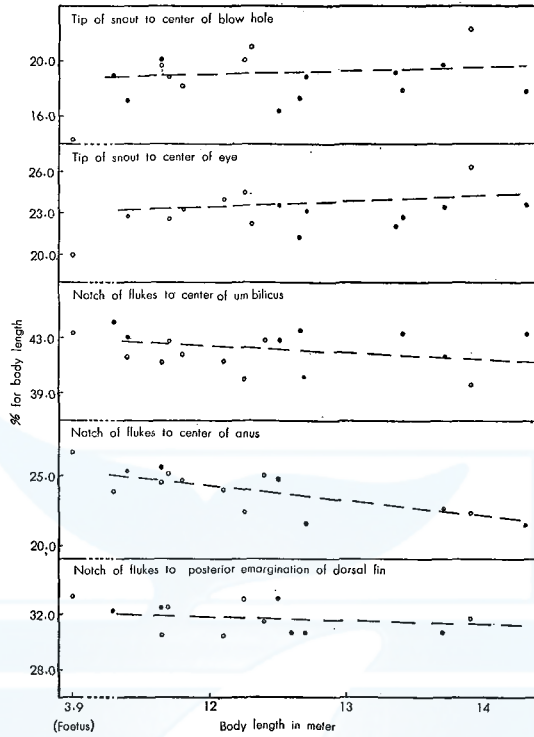 Tip of snout to center of blow hole
20.0
16.0
Tip of snout to center of eye
26.0
23.0
20.0
Notch of flukes to center of umbilicus
43.0
39.0
% for body length
Notch of flukes to center of anus
25.0
20.0
Notch of flukes to posterior emargination of dorsal fin
32.0
28.0
3.9 12 13 14
(Foetus) Body length in meter